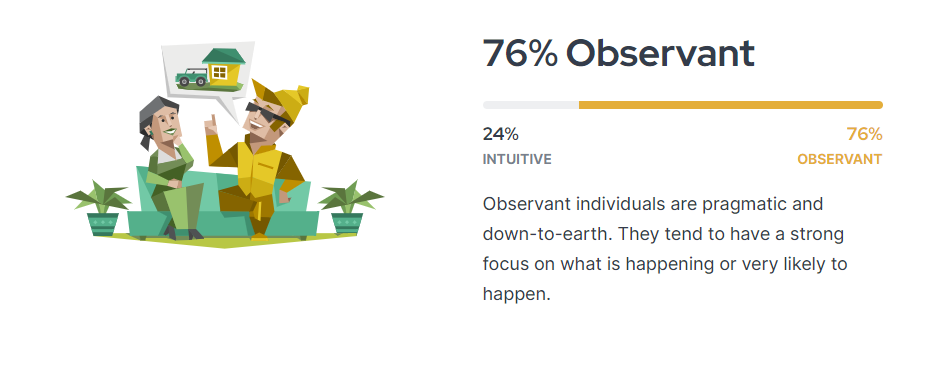 76% Observant
24%
76%
INTUITIVE
OBSERVANT
Observant individuals are pragmatic and
down-to-earth. They tend to have a strong
focus on what is happening or very likely to
happen.